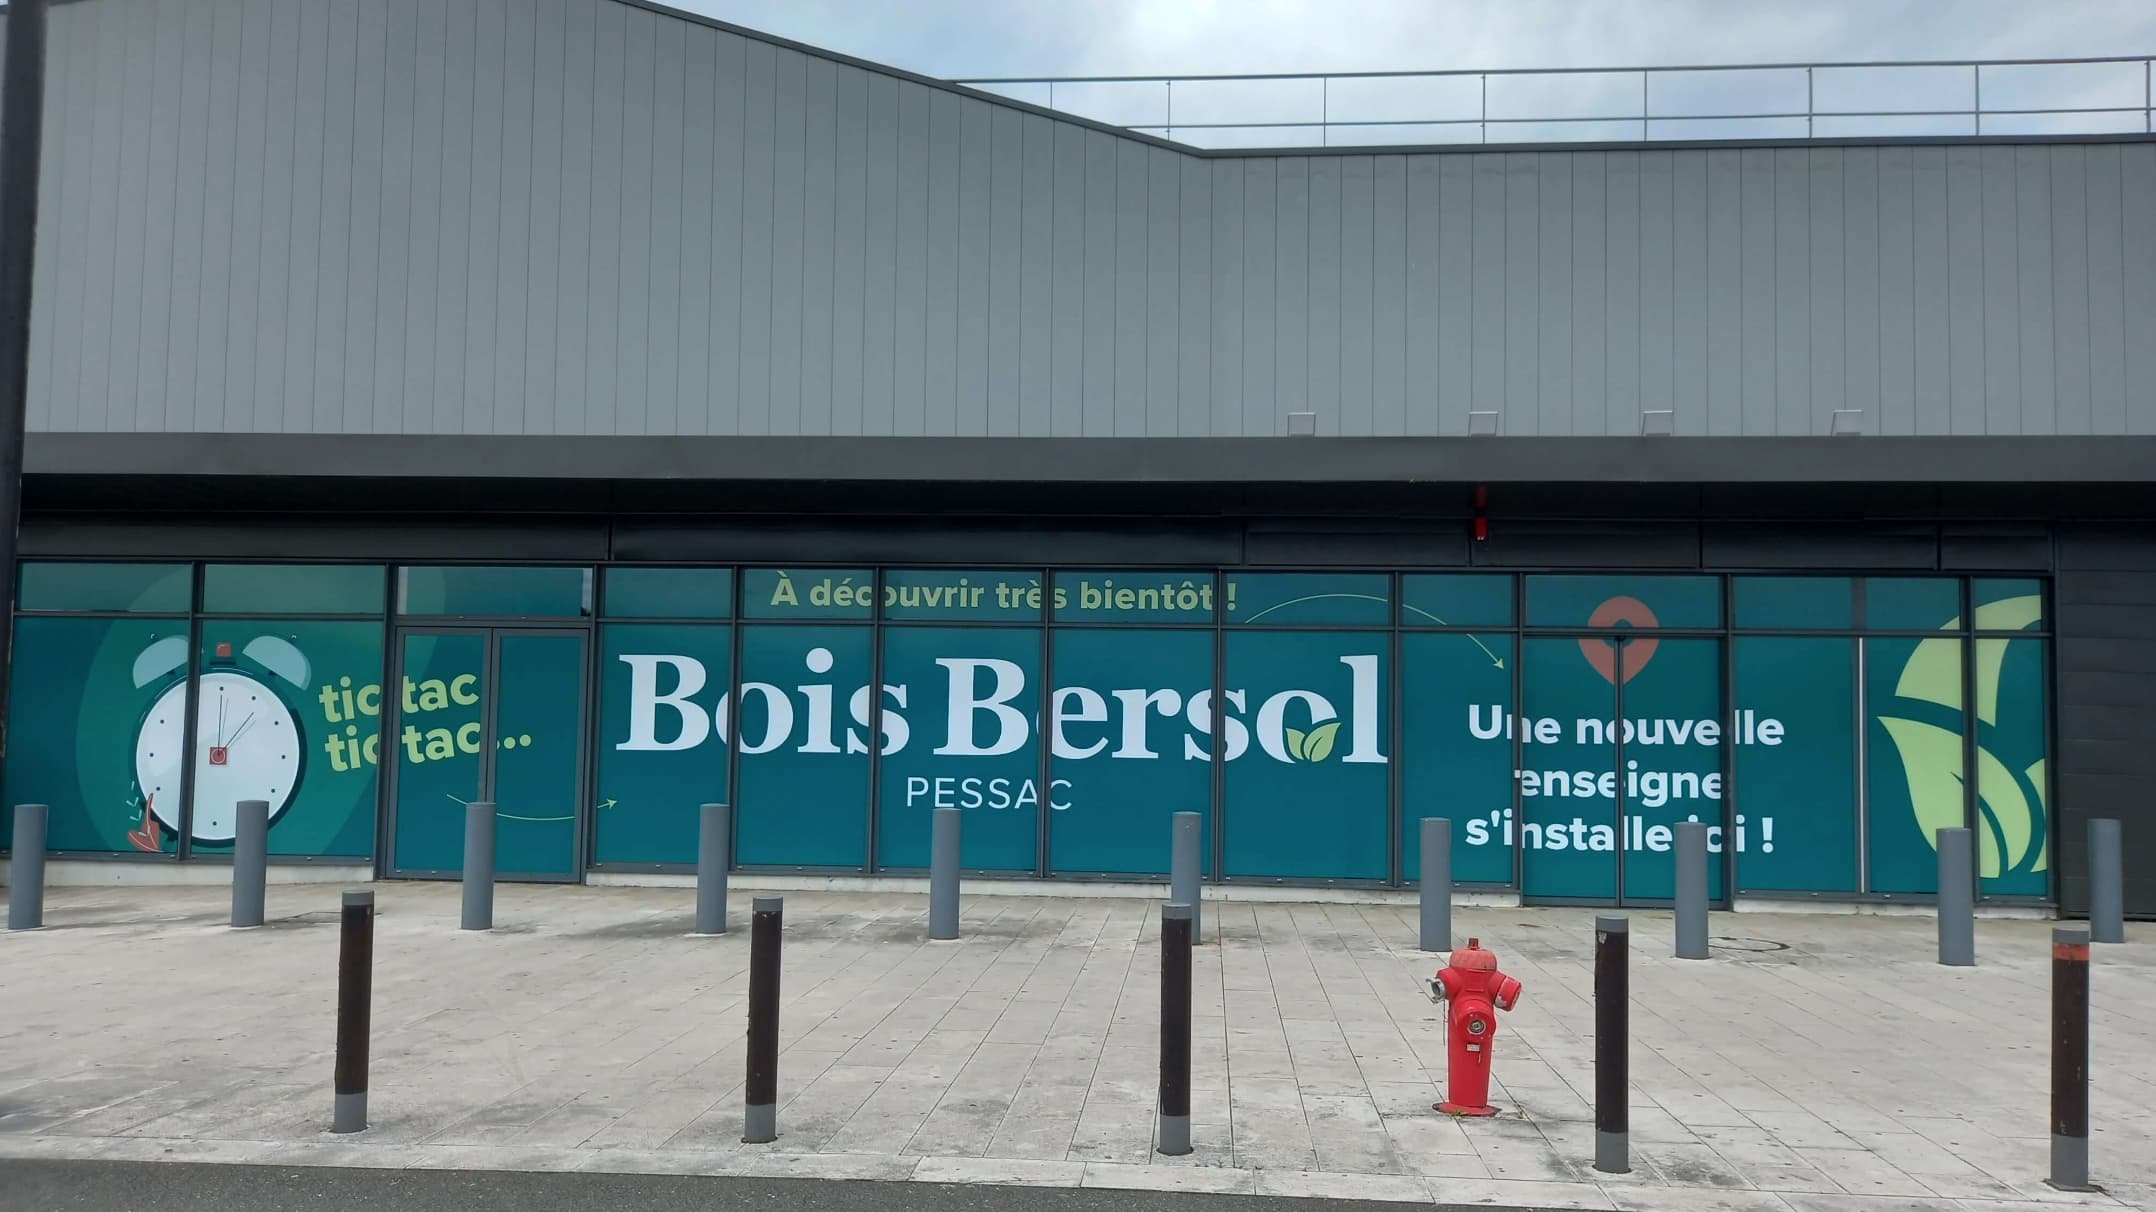 tic tac
tic tac...
À découvrir très bientôt !
Bois Bersol
PESSAC
Une nouvelle
enseigne
s'installe ici !